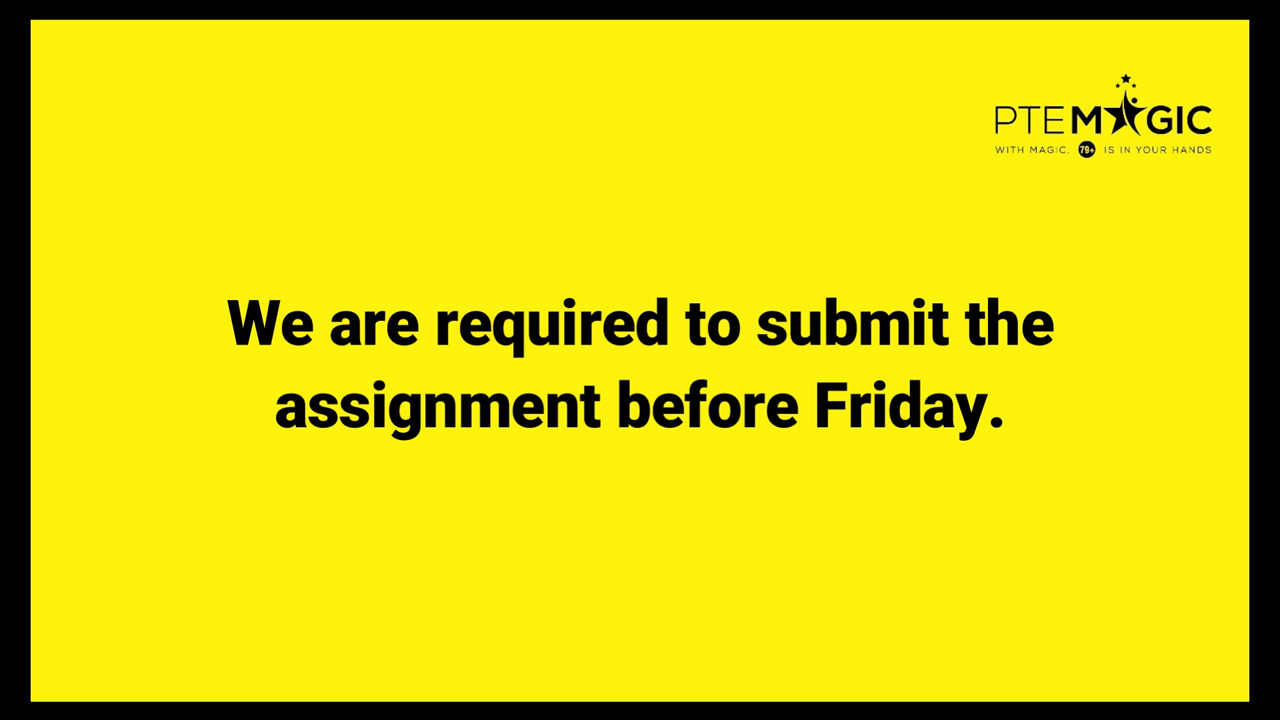 PTEMAGIC
WITH MAGIC, 79+ IS IN YOUR HANDS
We are required to submit the
assignment before Friday.